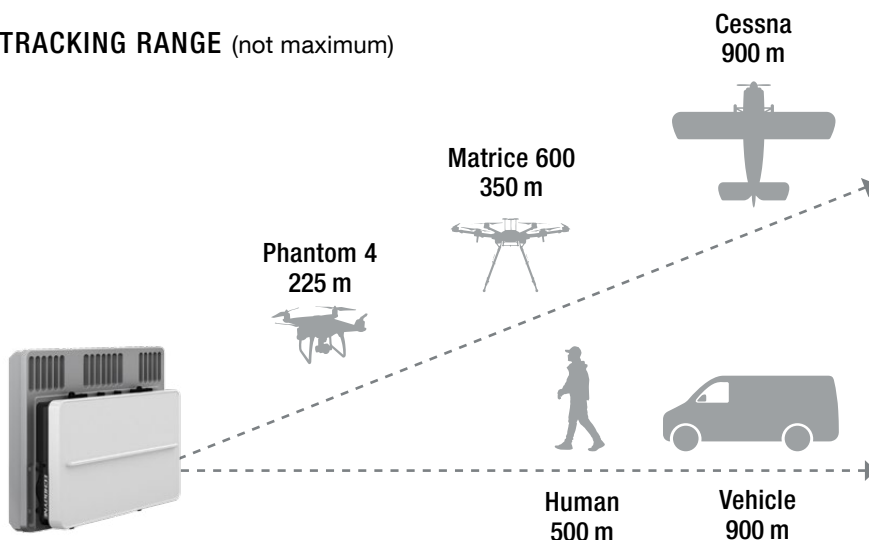 TRACKING RANGE (not maximum)
Cessna
900 m
Matrice 600
350 m
Phantom 4
225 m
Human
500 m
Vehicle
900 m